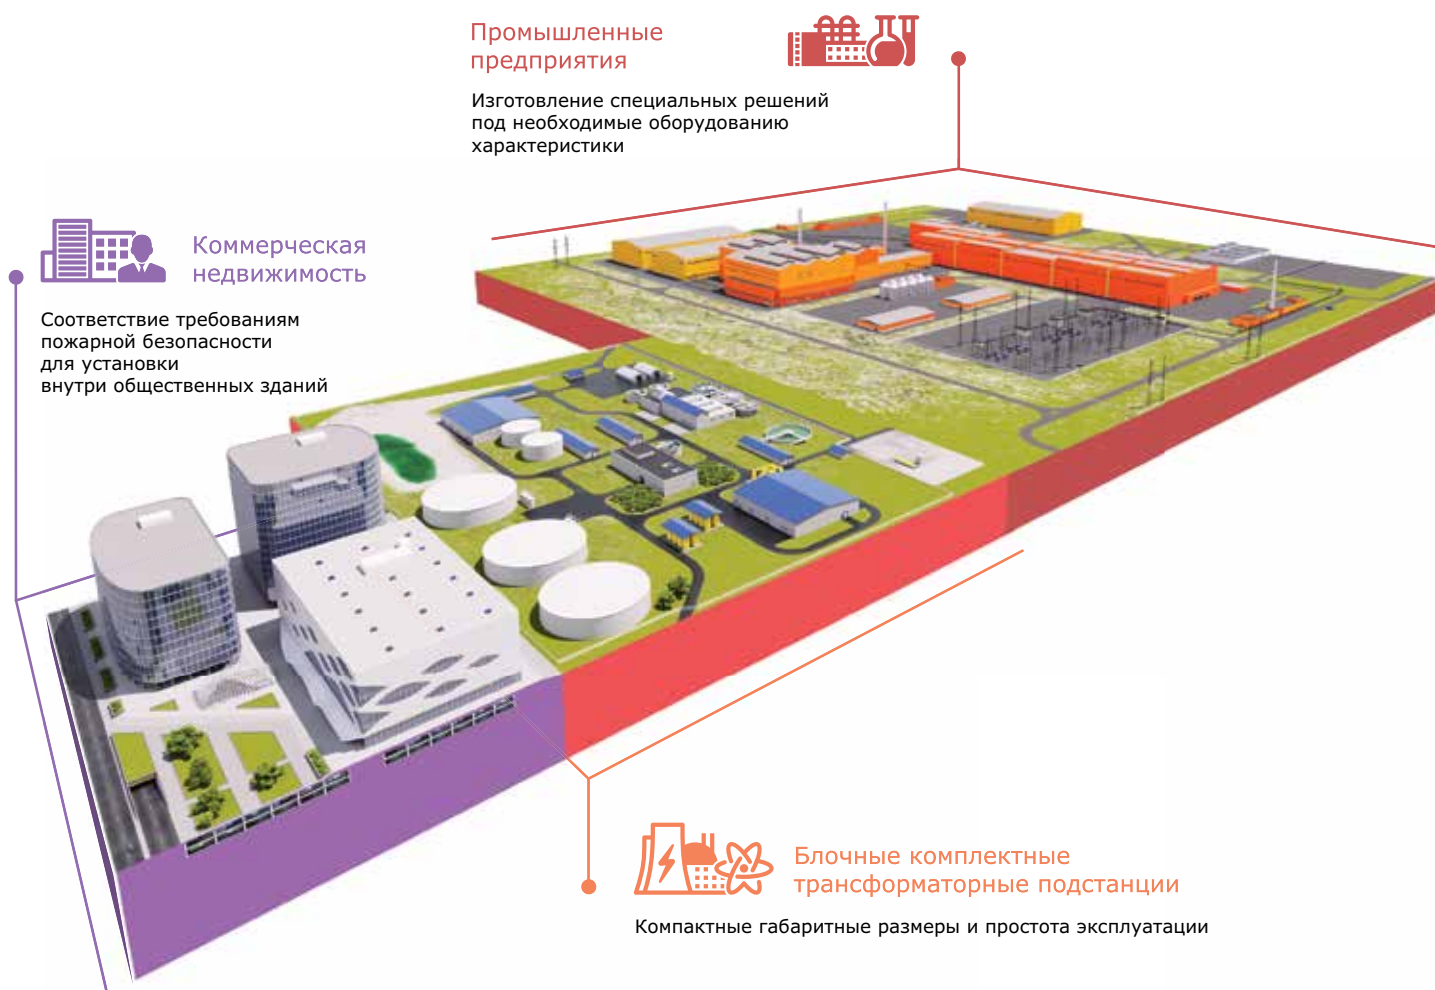 Промышленные
предприятия
Изготовление специальных решений
под необходимые оборудованию
характеристики
Коммерческая
недвижимость
Соответствие требованиям
пожарной безопасности
для установки
внутри общественных зданий
Блочные комплектные
трансформаторные подстанции
Компактные габаритные размеры и простота эксплуатации